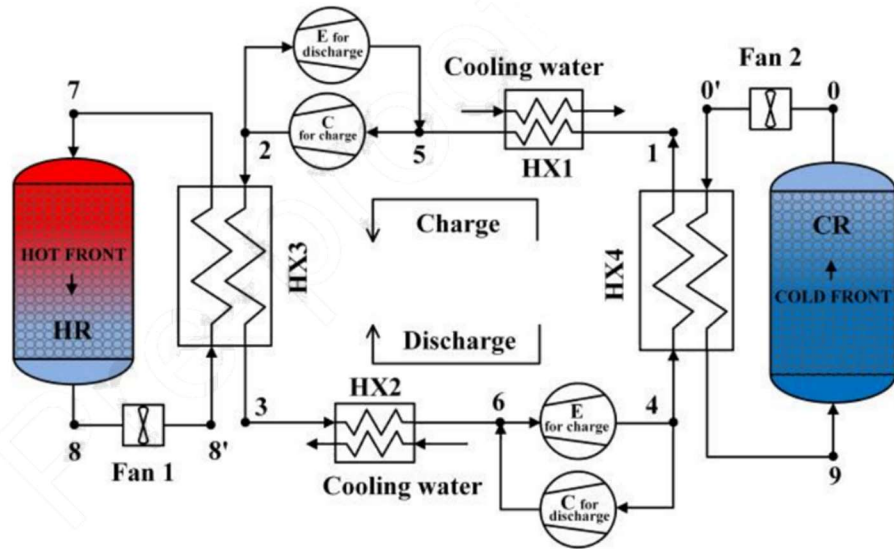 E for
discharge
Cooling water
Fan 2
7
0'
0
2
C
for charge
5
1
HX1
HOT FRONT
HR
HX3
Charge
Discharge
HX4
CR
COLD FRONT
HX2
3
6
E
for charge
4
8
8'
Fan 1
Cooling water
C for
discharge
9